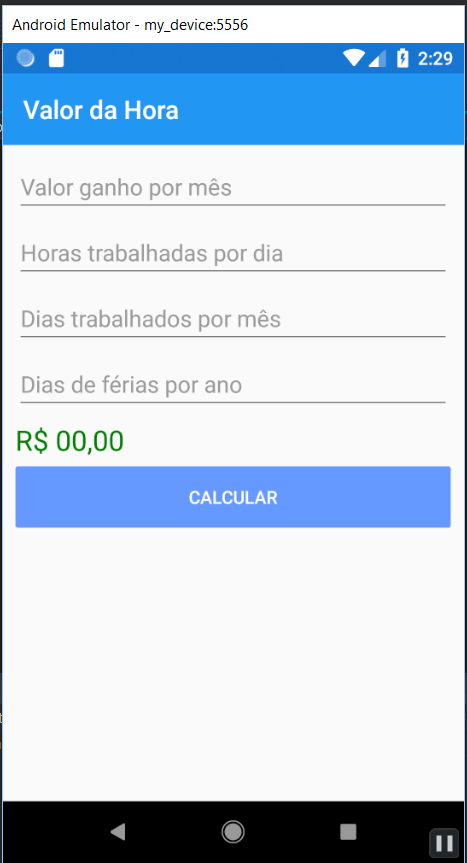 Android Emulator - my_device:5556
2:29
Valor da Hora
Valor ganho por mês
Horas trabalhadas por dia
Dias trabalhados por mês
Dias de férias por ano
R$ 00,00
CALCULAR